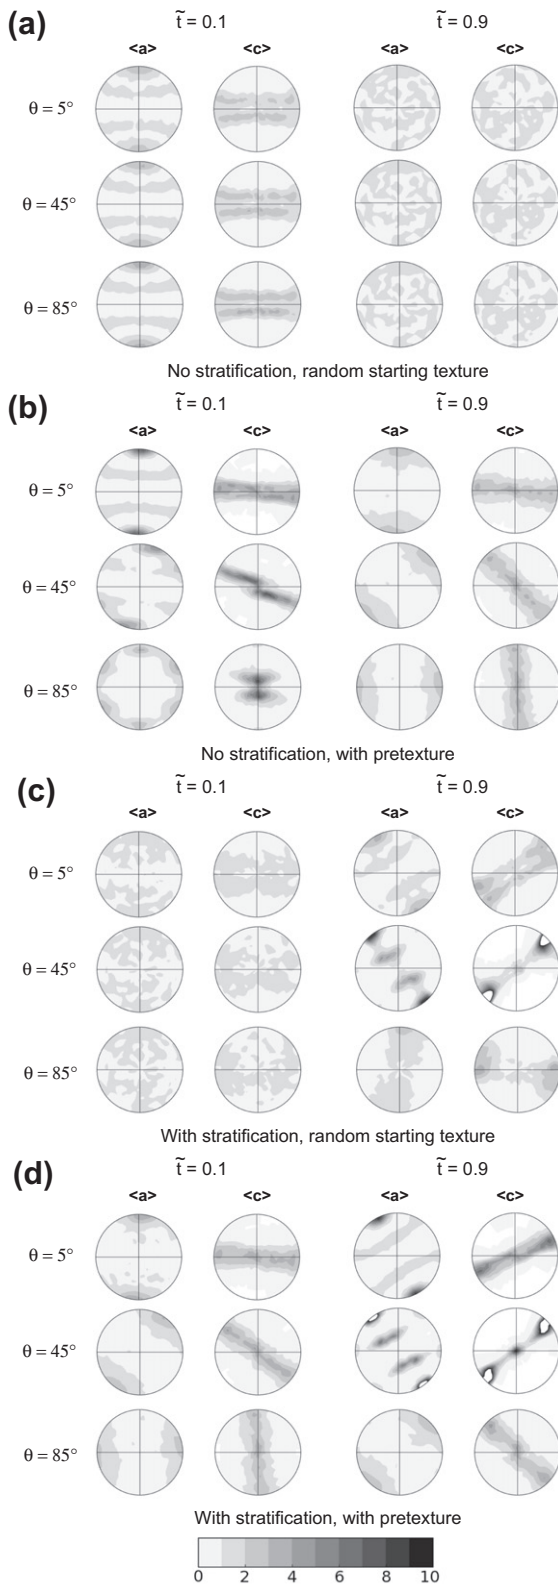 (a)
t̃ = 0.1 t̃ = 0.9
<a> <c> <a> <c>
θ = 5°
θ = 45°
θ = 85°
No stratification, random starting texture
(b)
t̃ = 0.1 t̃ = 0.9
<a> <c> <a> <c>
θ = 5°
θ = 45°
θ = 85°
No stratification, with pretexture
(c)
t̃ = 0.1 t̃ = 0.9
<a> <c> <a> <c>
θ = 5°
θ = 45°
θ = 85°
With stratification, random starting texture
(d)
t̃ = 0.1 t̃ = 0.9
<a> <c> <a> <c>
θ = 5°
θ = 45°
θ = 85°
With stratification, with pretexture
0 2 4 6 8 10